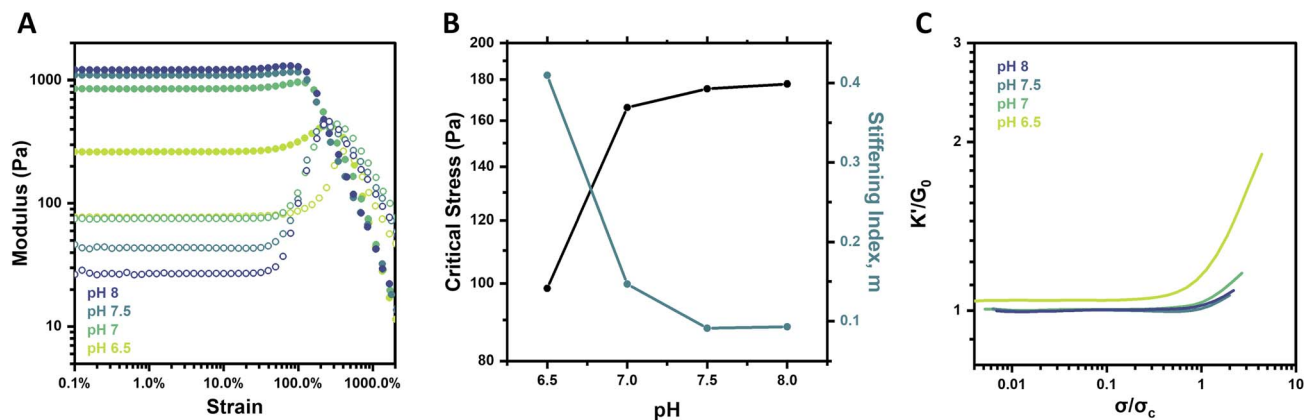 A
Modulus (Pa)
1000
100
10
pH 8
pH 7.5
pH 7
pH 6.5
0.1%
1.0%
10.0%
100.0%
1000.0%
Strain
B
Critical Stress (Pa)
200
180
160
140
120
100
80
6.5
7.0
7.5
8.0
pH
0.4
0.3
0.2
0.1
Stiffening Index, m
C
K'/G0
3
2
1
pH 8
pH 7.5
pH 7
pH 6.5
0.01
0.1
1
10
σ/σc